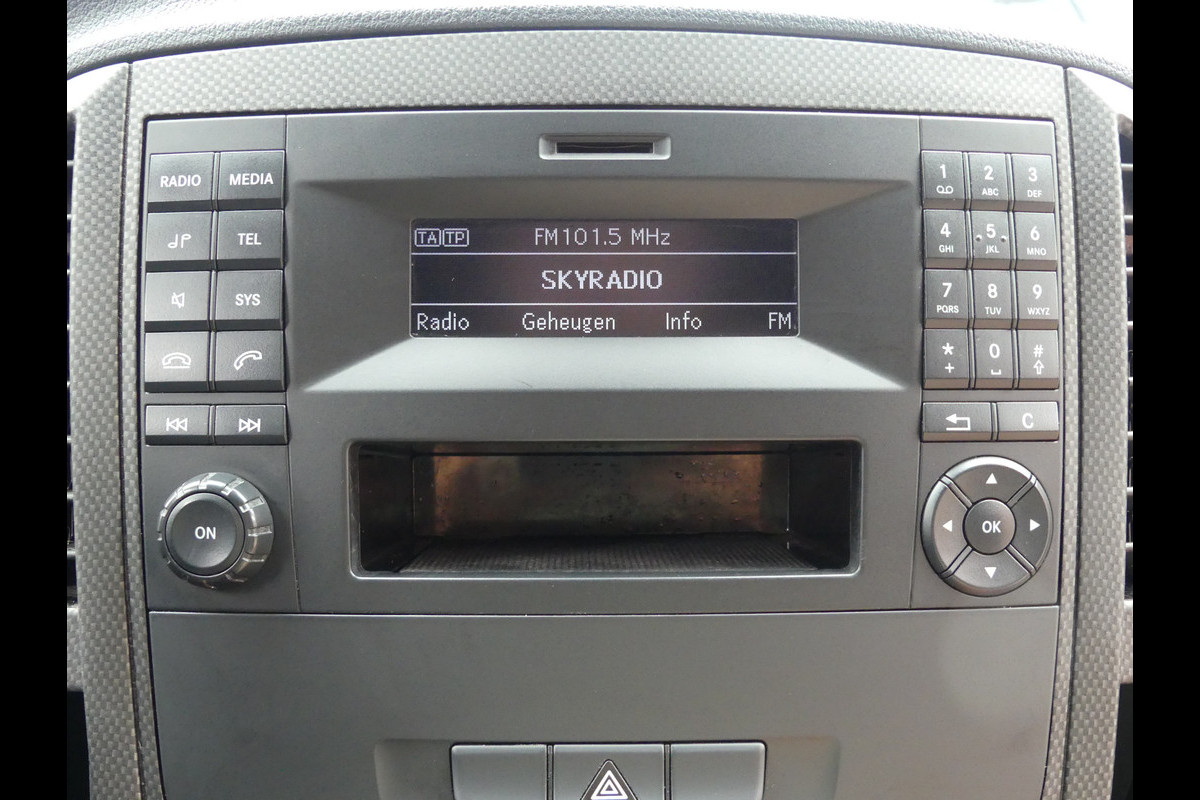 RADIO MEDIA
TEL
SYS
ON
TA TP FM101.5 MHz
SKYRADIO
Radio Geheugen Info FM
1 2 ABC 3 DEF
4 GHI 5 JKL 6 MNO
7 PQRS 8 TUV 9 WXYZ
* + 0 #
C
OK